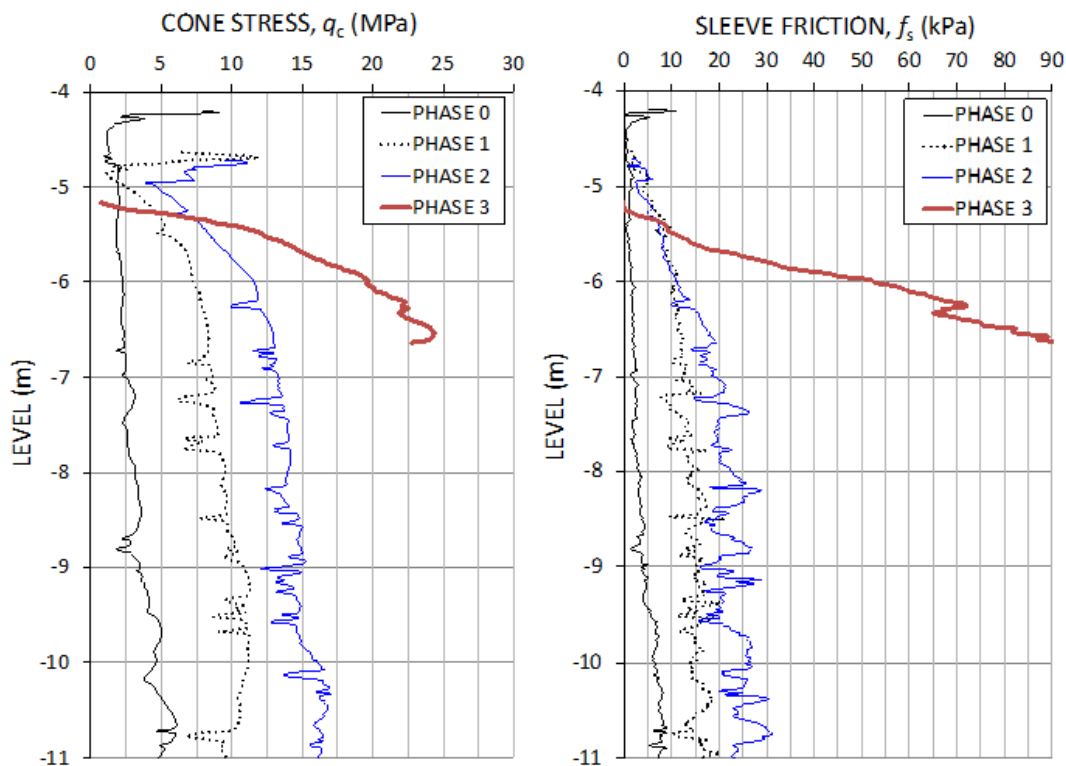 CONE STRESS, qc (MPa)
0 5 10 15 20 25 30
-4
-5
-6
-7
-8
-9
-10
-11
LEVEL (m)
PHASE 0
PHASE 1
PHASE 2
PHASE 3
SLEEVE FRICTION, fs (kPa)
0 10 20 30 40 50 60 70 80 90
-4
-5
-6
-7
-8
-9
-10
-11
LEVEL (m)
PHASE 0
PHASE 1
PHASE 2
PHASE 3